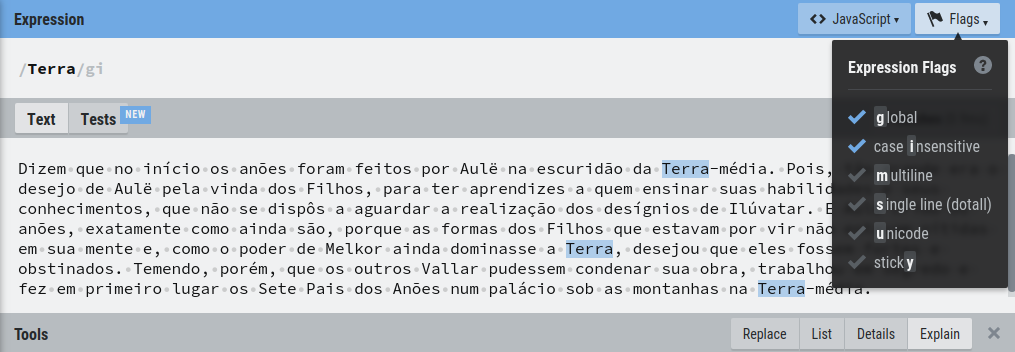 Expression
<> JavaScript ▾
Flags ▾
/Terra/gi
Expression Flags ?
global
case insensitive
multiline
single line (dotall)
unicode
sticky
Text
Tests NEW
Dizem·que·no·início·os·anões·foram·feitos·por·Aulë·na·escuridão·da·Terra-média.·Pois,
desejo·de·Aulë·pela·vinda·dos·Filhos,·para·ter·aprendizes·a·quem·ensinar·suas·habilid
conhecimentos,·que·não·se·dispôs·a·aguardar·a·realização·dos·desígnios·de·Ilúvatar.·E
anões,·exatamente·como·ainda·são,·porque·as·formas·dos·Filhos·que·estavam·por·vir·não
em·sua·mente·e,·como·o·poder·de·Melkor·ainda·dominasse·a·Terra,·desejou·que·eles·foss
obstinados.·Temendo,·porém,·que·os·outros·Vallar·pudessem·condenar·sua·obra,·trabalho
fez·em·primeiro·lugar·os·Sete·Pais·dos·Anões·num·palácio·sob·as·montanhas·na·Terra-média.
Tools
Replace
List
Details
Explain
×